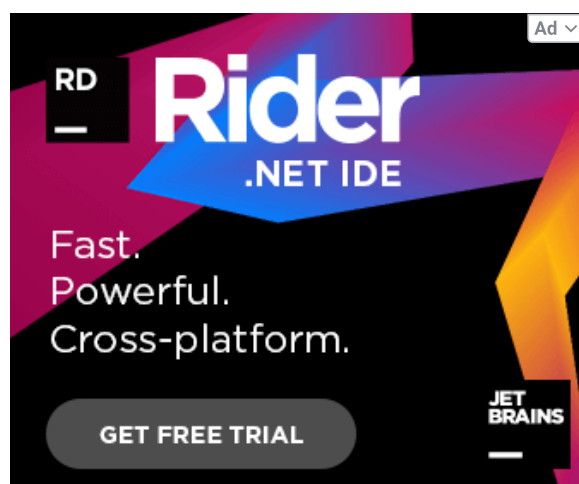 Ad
RD
Rider
.NET IDE
Fast.
Powerful.
Cross-platform.
GET FREE TRIAL
JET
BRAINS